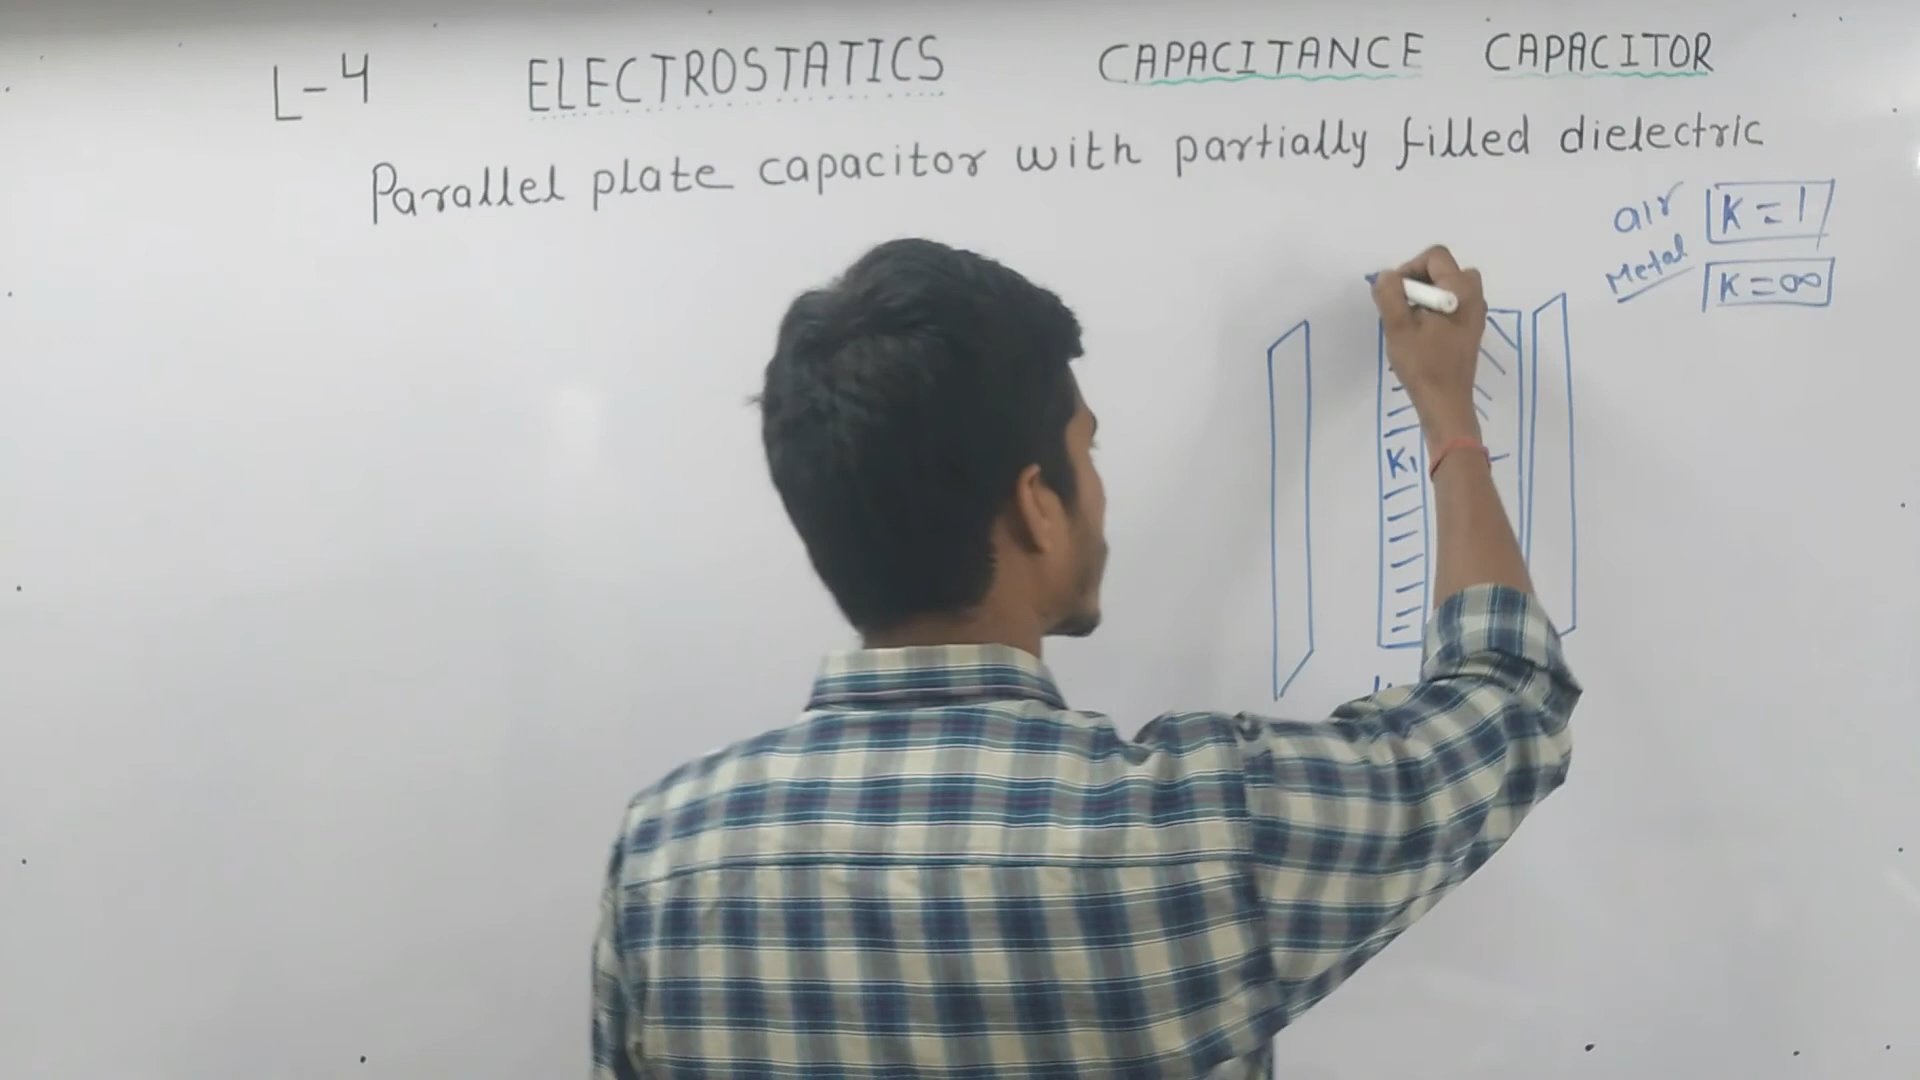 L-4 ELECTROSTATICS CAPACITANCE CAPACITOR
Parallel plate capacitor with partially filled dielectric
air K = 1
Metal K = ∞
K1